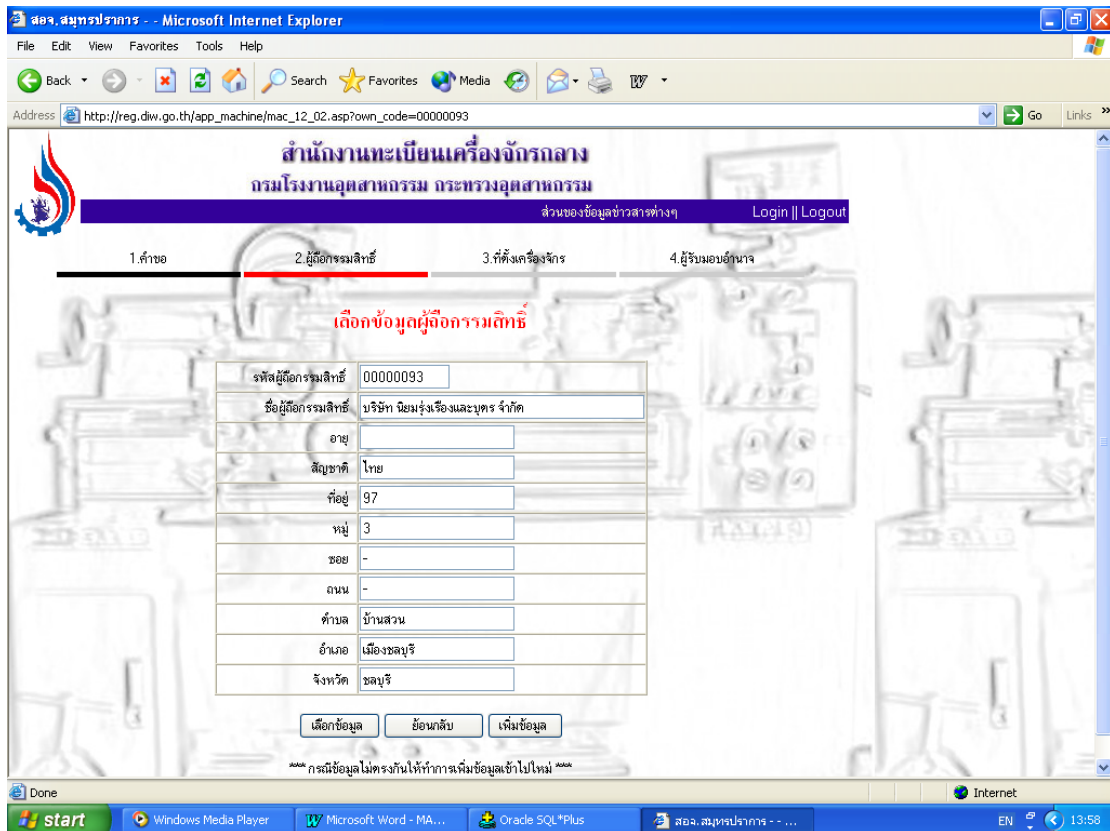 สอจ.สมุทรปราการ - - Microsoft Internet Explorer
File Edit View Favorites Tools Help
Back Search Favorites Media
Address http://reg.diw.go.th/app_machine/mac_12_02.asp?own_code=00000093 Go Links »
สำนักงานทะเบียนเครื่องจักรกลาง
กรมโรงงานอุตสาหกรรม กระทรวงอุตสาหกรรม
ส่วนของข้อมูลข่าวสารต่างๆ Login || Logout
1.คำขอ 2.ผู้ถือกรรมสิทธิ์ 3.ที่ตั้งเครื่องจักร 4.ผู้รับมอบอำนาจ
เลือกข้อมูลผู้ถือกรรมสิทธิ์
รหัสผู้ถือกรรมสิทธิ์ 00000093
ชื่อผู้ถือกรรมสิทธิ์ บริษัท นิยมรุ่งเรืองและบุตร จำกัด
อายุ
สัญชาติ ไทย
ที่อยู่ 97
หมู่ 3
ซอย -
ถนน -
ตำบล บ้านสวน
อำเภอ เมืองชลบุรี
จังหวัด ชลบุรี
เลือกข้อมูล ย้อนกลับ เพิ่มข้อมูล
*** กรณีข้อมูลไม่ตรงกันให้ทำการเพิ่มข้อมูลเข้าไปใหม่ ***
Done Internet
start Windows Media Player Microsoft Word - MA... Oracle SQL*Plus สอจ.สมุทรปราการ - - ... EN 13:58